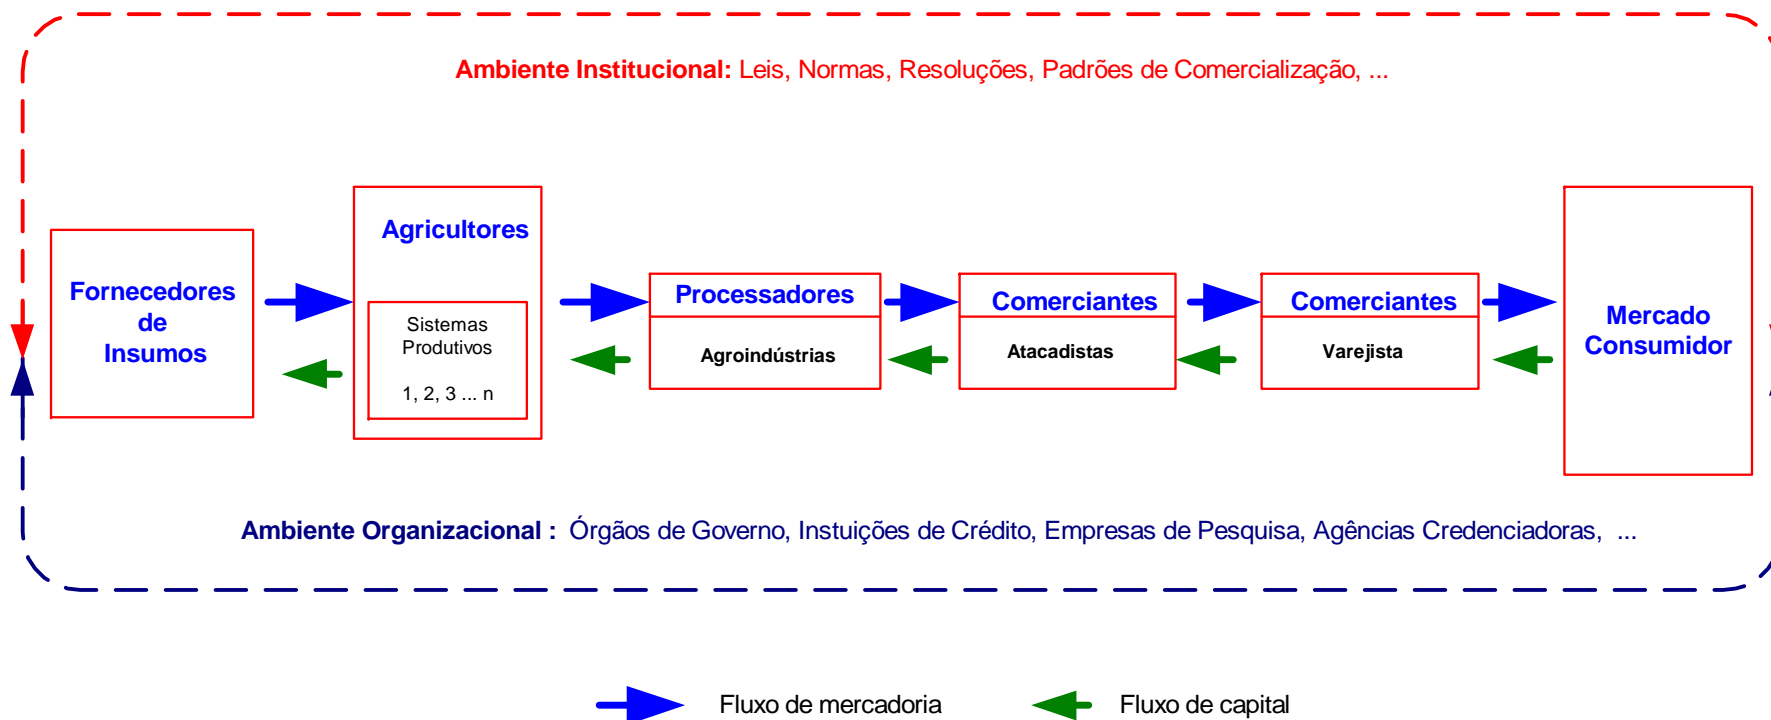 Ambiente Institucional: Leis, Normas, Resoluções, Padrões de Comercialização, ...
Fornecedores
de
Insumos
Agricultores
Sistemas
Produtivos
1, 2, 3 ... n
Processadores
Agroindústrias
Comerciantes
Atacadistas
Comerciantes
Varejista
Mercado
Consumidor
Ambiente Organizacional : Órgãos de Governo, Instuições de Crédito, Empresas de Pesquisa, Agências Credenciadoras, ...
Fluxo de mercadoria
Fluxo de capital